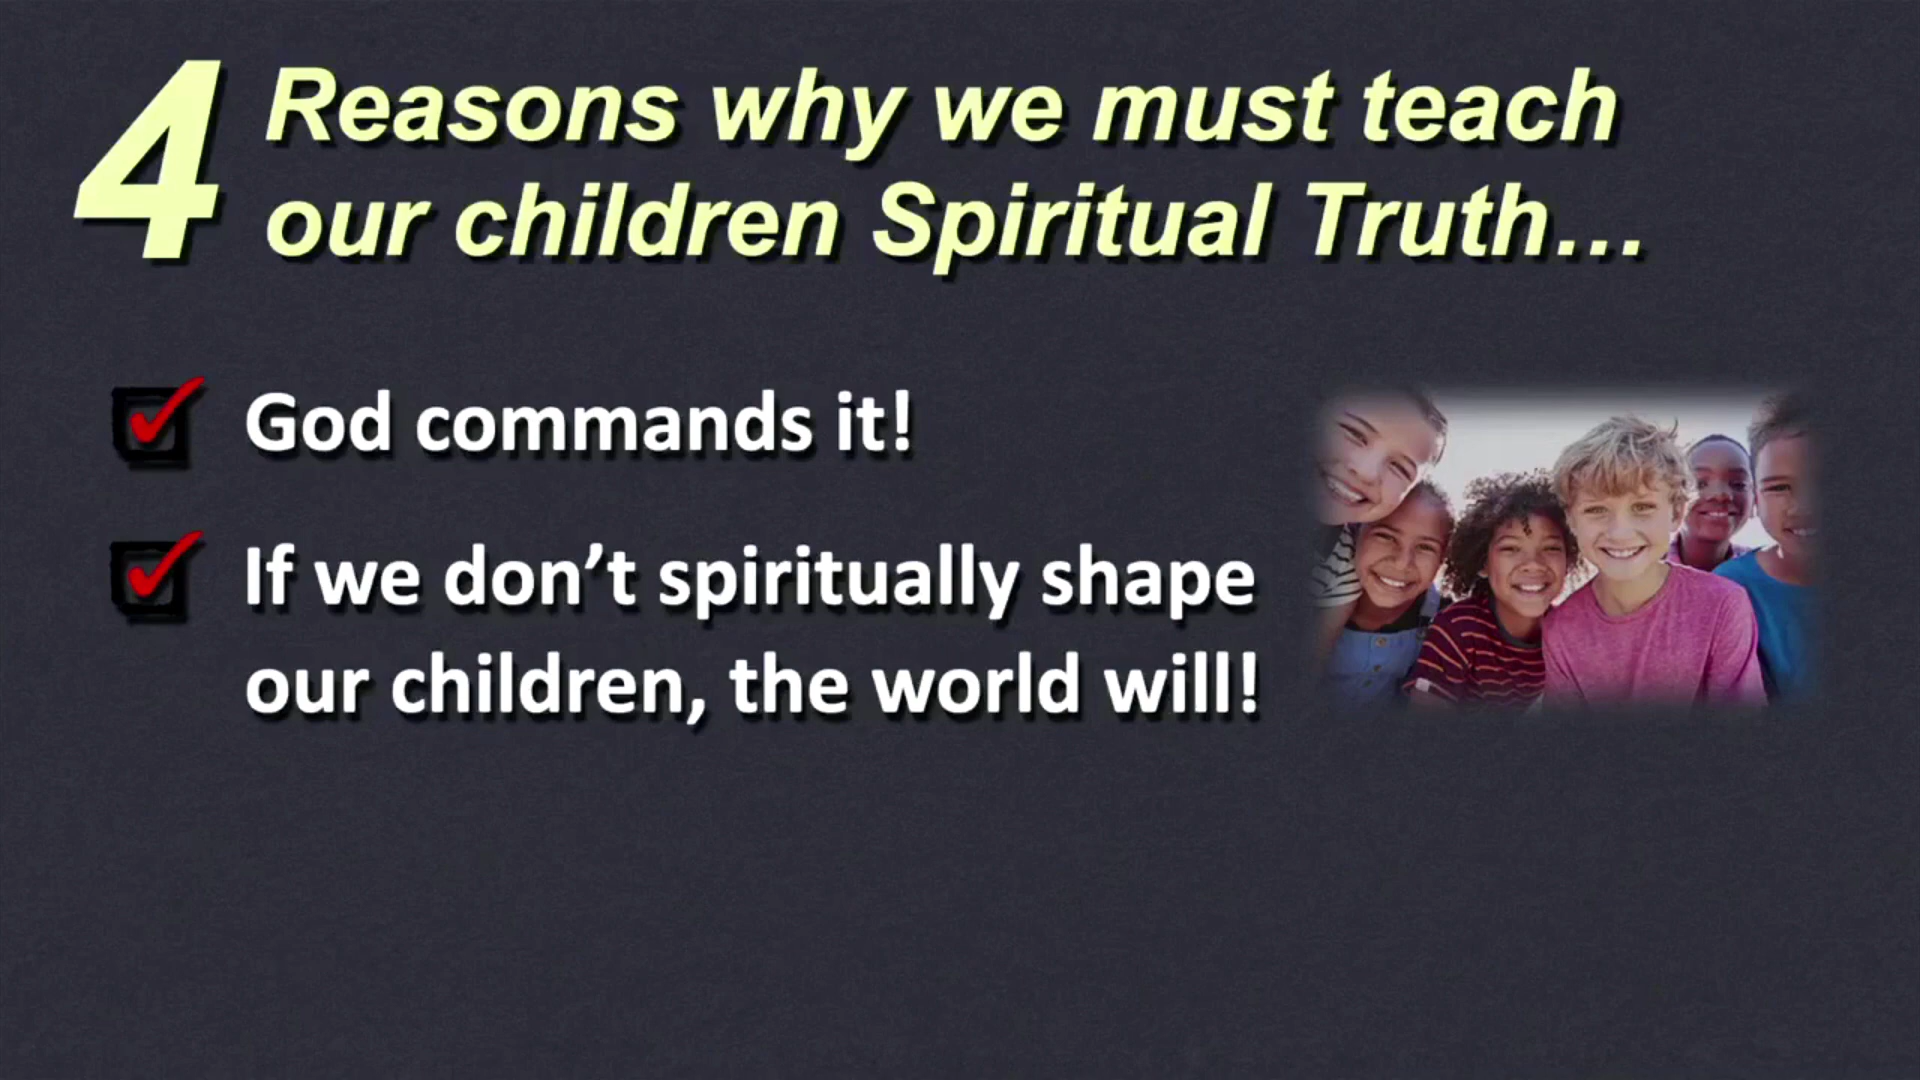 4 Reasons why we must teach
our children Spiritual Truth...
God commands it!
If we don’t spiritually shape
our children, the world will!